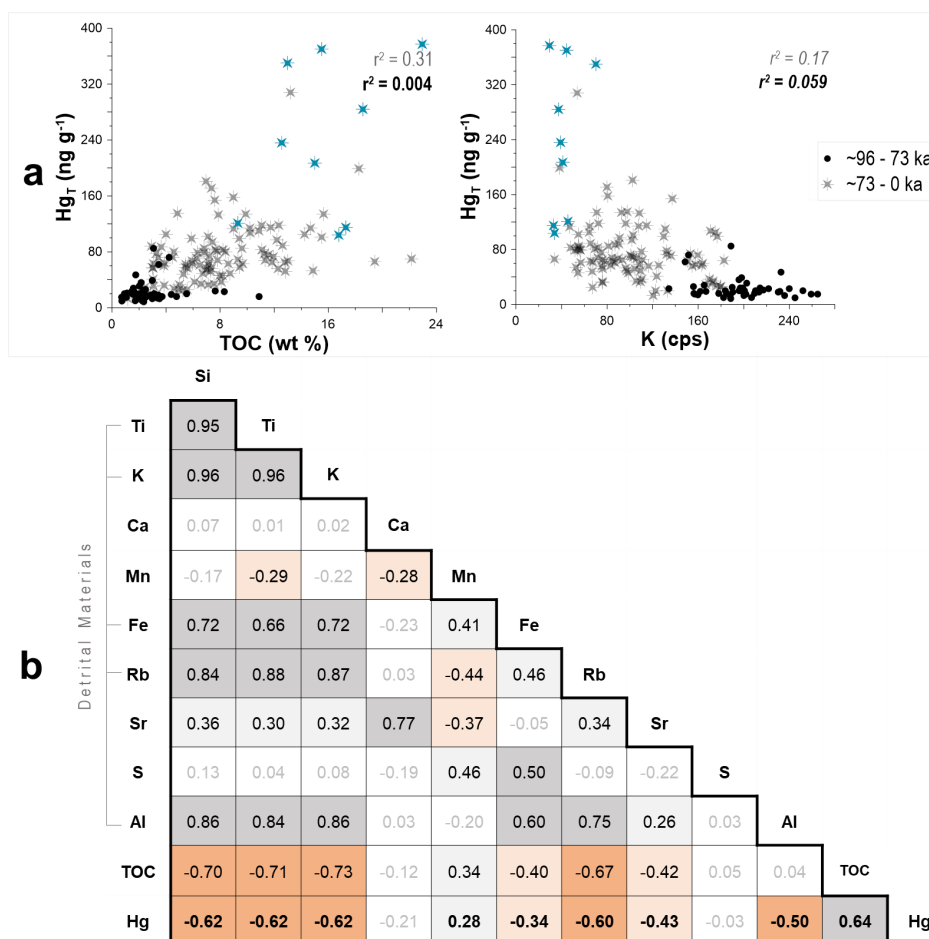 a
400
320
240
160
80
0
Hg_T (ng g⁻¹)
0 8 16 24
TOC (wt %)
r² = 0.31
r² = 0.004
400
320
240
160
80
0
Hg_T (ng g⁻¹)
0 80 160 240
K (cps)
r² = 0.17
r² = 0.059
~96 - 73 ka
~73 - 0 ka
b
Detrital Materials
Si
Ti 0.95 Ti
K 0.96 0.96 K
Ca 0.07 0.01 0.02 Ca
Mn -0.17 -0.29 -0.22 -0.28 Mn
Fe 0.72 0.66 0.72 -0.23 0.41 Fe
Rb 0.84 0.88 0.87 0.03 -0.44 0.46 Rb
Sr 0.36 0.30 0.32 0.77 -0.37 -0.05 0.34 Sr
S 0.13 0.04 0.08 -0.19 0.46 0.50 -0.09 -0.22 S
Al 0.86 0.84 0.86 0.03 -0.20 0.60 0.75 0.26 0.03 Al
TOC -0.70 -0.71 -0.73 -0.12 0.34 -0.40 -0.67 -0.42 0.05 0.04 TOC
Hg -0.62 -0.62 -0.62 -0.21 0.28 -0.34 -0.60 -0.43 -0.03 -0.50 0.64 Hg